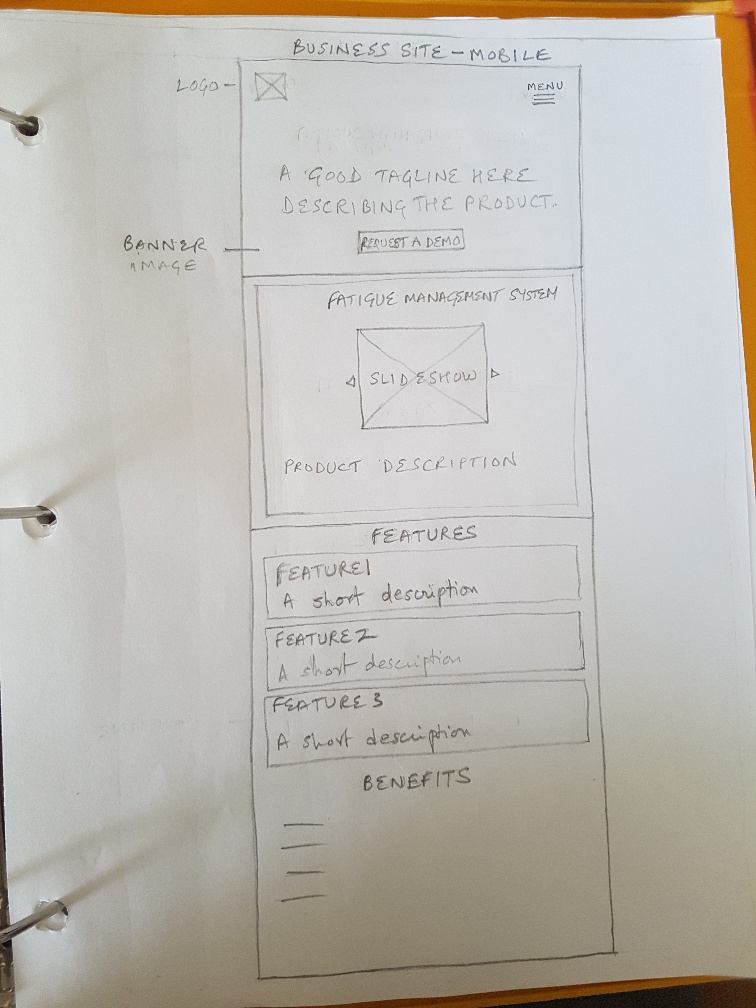 BUSINESS SITE - MOBILE
LOGO -
MENU
A GOOD TAGLINE HERE
DESCRIBING THE PRODUCT.
REQUEST A DEMO
BANNER
IMAGE
FATIGUE MANAGEMENT SYSTEM
SLIDESHOW
PRODUCT DESCRIPTION
FEATURES
FEATURE 1
A short description
FEATURE 2
A short description
FEATURE 3
A short description
BENEFITS